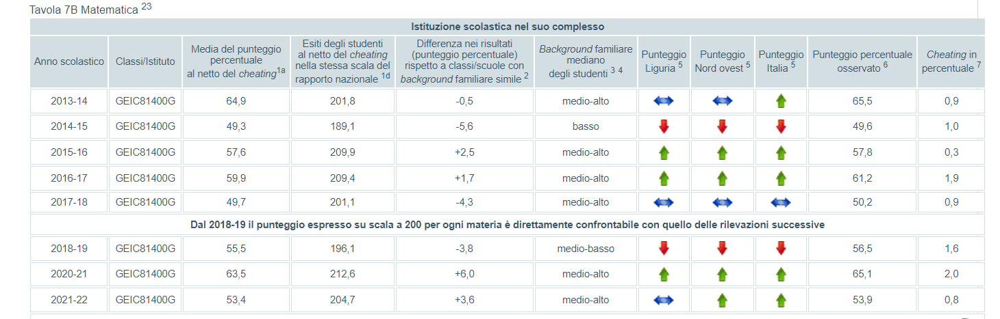 Tavola 7B Matematica 23
Istituzione scolastica nel suo complesso
Anno scolastico Classi/Istituto Media del punteggio percentuale al netto del cheating1a Esiti degli studenti al netto del cheating nella stessa scala del rapporto nazionale 1d Differenza nei risultati (punteggio percentuale) rispetto a classi/scuole con background familiare simile 2 Background familiare mediano degli studenti 3 4 Punteggio Liguria 5 Punteggio Nord ovest 5 Punteggio Italia 5 Punteggio percentuale osservato 6 Cheating in percentuale 7
2013-14 GEIC81400G 64,9 201,8 -0,5 medio-alto 65,5 0,9
2014-15 GEIC81400G 49,3 189,1 -5,6 basso 49,6 1,0
2015-16 GEIC81400G 57,6 209,9 +2,5 medio-alto 57,8 0,3
2016-17 GEIC81400G 59,9 209,4 +1,7 medio-alto 61,2 1,9
2017-18 GEIC81400G 49,7 201,1 -4,3 medio-alto 50,2 0,9
Dal 2018-19 il punteggio espresso su scala a 200 per ogni materia è direttamente confrontabile con quello delle rilevazioni successive
2018-19 GEIC81400G 55,5 196,1 -3,8 medio-basso 56,5 1,6
2020-21 GEIC81400G 63,5 212,6 +6,0 medio-alto 65,1 2,0
2021-22 GEIC81400G 53,4 204,7 +3,6 medio-alto 53,9 0,8